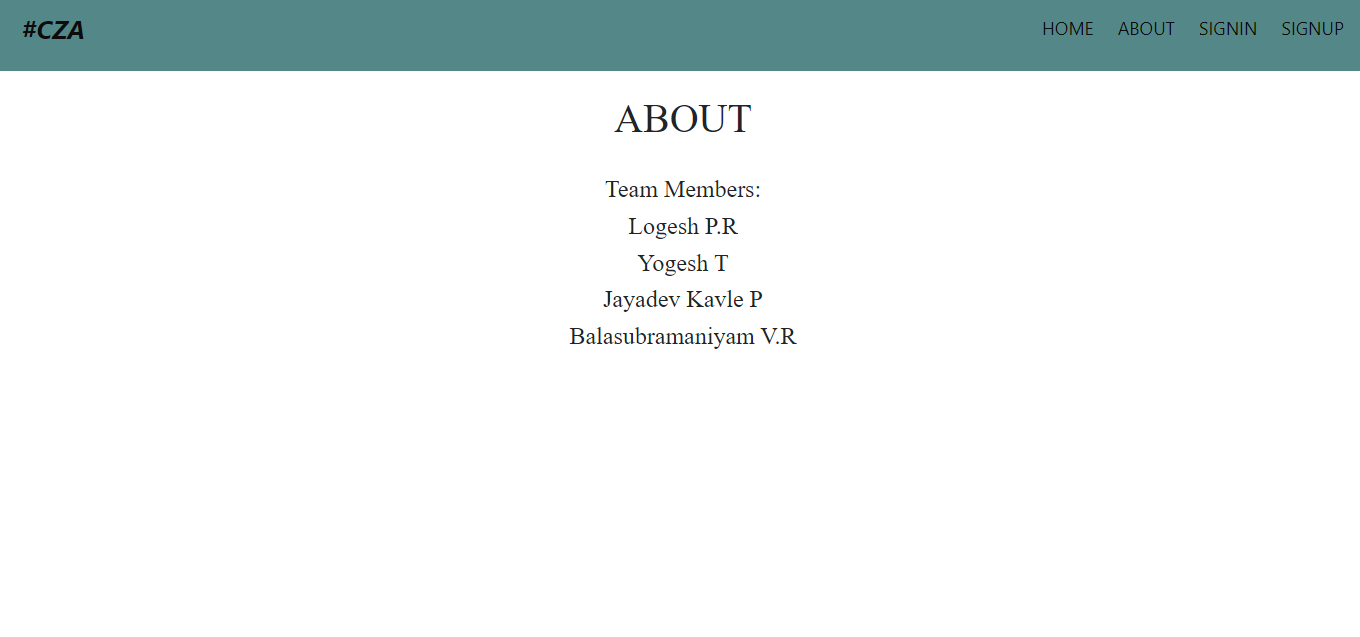 #CZA
HOME ABOUT SIGNIN SIGNUP
ABOUT
Team Members:
Logesh P.R
Yogesh T
Jayadev Kavle P
Balasubramaniyam V.R